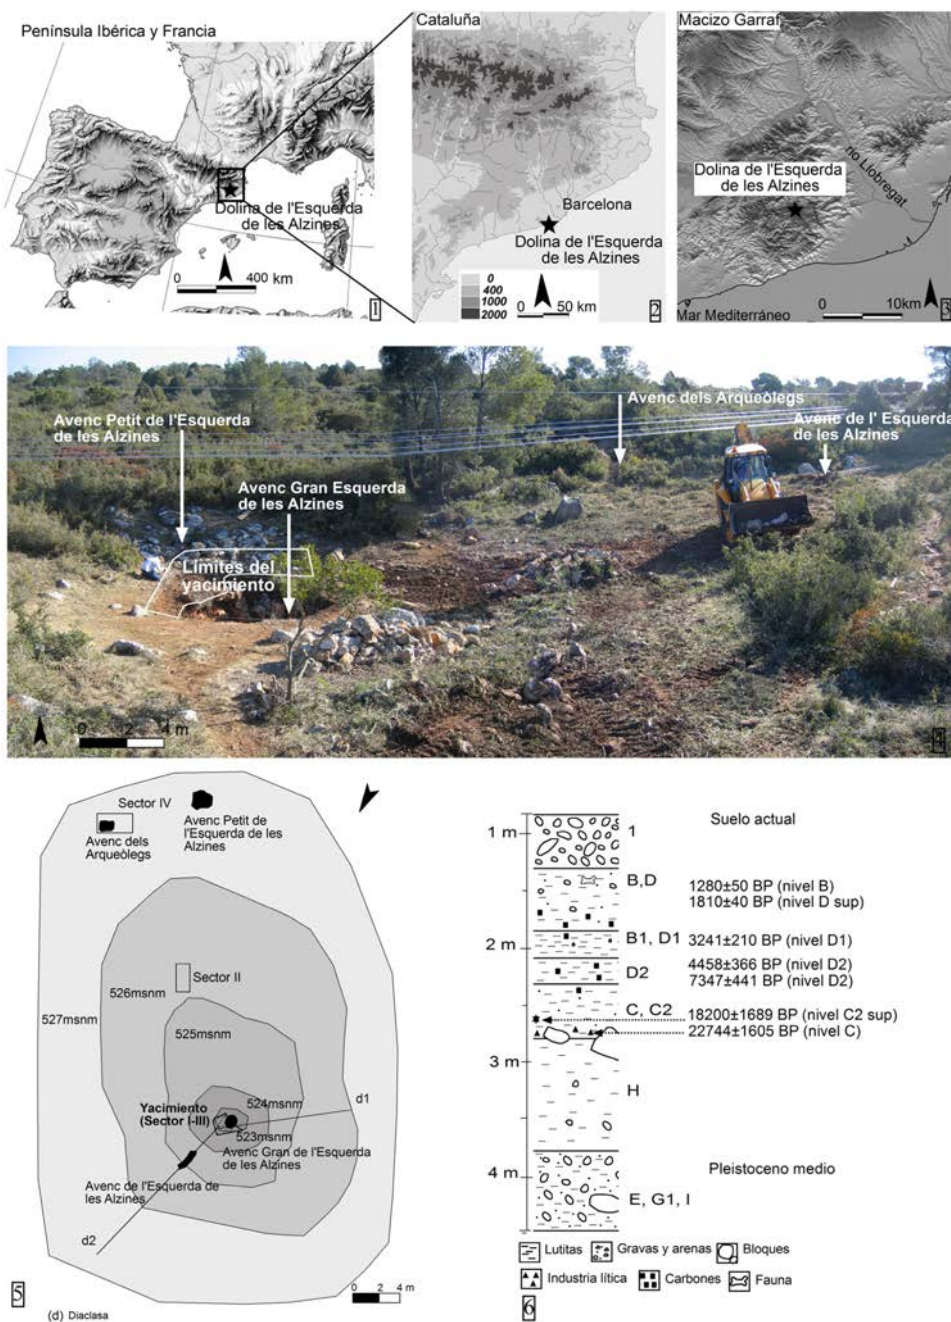 Península Ibérica y Francia
Dolina de l'Esquerda
de les Alzines
0 400 km
1
Cataluña
Barcelona
Dolina de l'Esquerda
de les Alzines
0
400
1000
2000
0 50 km
2
Macizo Garraf
Dolina de l'Esquerda
de les Alzines
río Llobregat
0 10km
Mar Mediterráneo
3
Avenc Petit de l'Esquerda
de les Alzines
Avenc Gran Esquerda
de les Alzines
Avenc dels Arqueòlegs
Avenc de l' Esquerda
de les Alzines
Límites del
yacimiento
0 2 4 m
4
Sector IV
Avenc dels
Arqueòlegs
Avenc Petit de
l'Esquerda de les
Alzines
Sector II
526msnm
527msnm
525msnm
524msnm
d1
Yacimiento
(Sector I-III)
523msnm
Avenc Gran de l'Esquerda
de les Alzines
Avenc de l'Esquerda de
les Alzines
d2
5
0 2 4 m
(d) Diaclasa
1 m
1
Suelo actual
B,D
1280±50 BP (nivel B)
1810±40 BP (nivel D sup)
B1, D1
3241±210 BP (nivel D1)
2 m
D2
4458±366 BP (nivel D2)
7347±441 BP (nivel D2)
C, C2
18200±1689 BP (nivel C2 sup)
22744±1605 BP (nivel C)
3 m
H
4 m
Pleistoceno medio
E, G1, I
Lutitas
Gravas y arenas
Bloques
Industria lítica
Carbones
Fauna
6